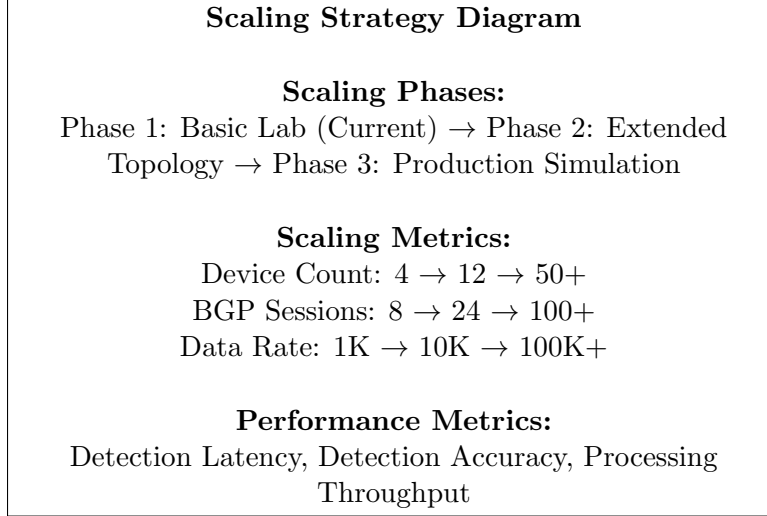 Scaling Strategy Diagram
Scaling Phases:
Phase 1: Basic Lab (Current) → Phase 2: Extended
Topology → Phase 3: Production Simulation
Scaling Metrics:
Device Count: 4 → 12 → 50+
BGP Sessions: 8 → 24 → 100+
Data Rate: 1K → 10K → 100K+
Performance Metrics:
Detection Latency, Detection Accuracy, Processing
Throughput